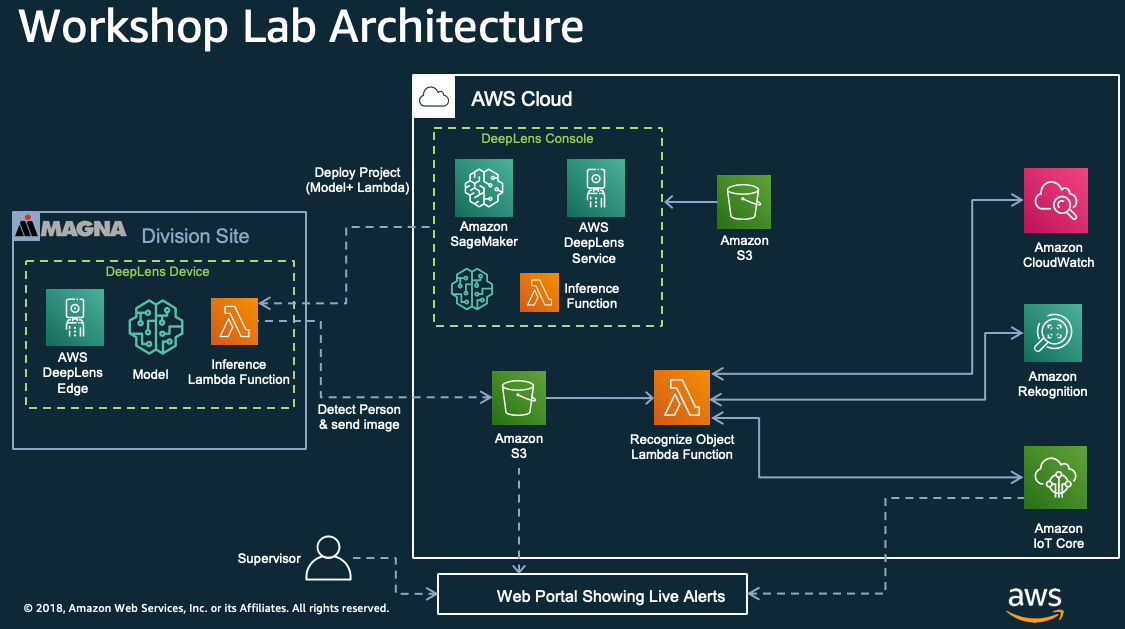 Workshop Lab Architecture
AWS Cloud
DeepLens Console
Amazon
SageMaker
AWS
DeepLens
Service
Inference
Function
Amazon
S3
Amazon
CloudWatch
Deploy Project
(Model+ Lambda)
MAGNA
Division Site
DeepLens Device
AWS
DeepLens
Edge
Model
Inference
Lambda Function
Detect Person
& send image
Amazon
S3
Recognize Object
Lambda Function
Amazon
Rekognition
Amazon
IoT Core
Supervisor
Web Portal Showing Live Alerts
© 2018, Amazon Web Services, Inc. or its Affiliates. All rights reserved.
aws